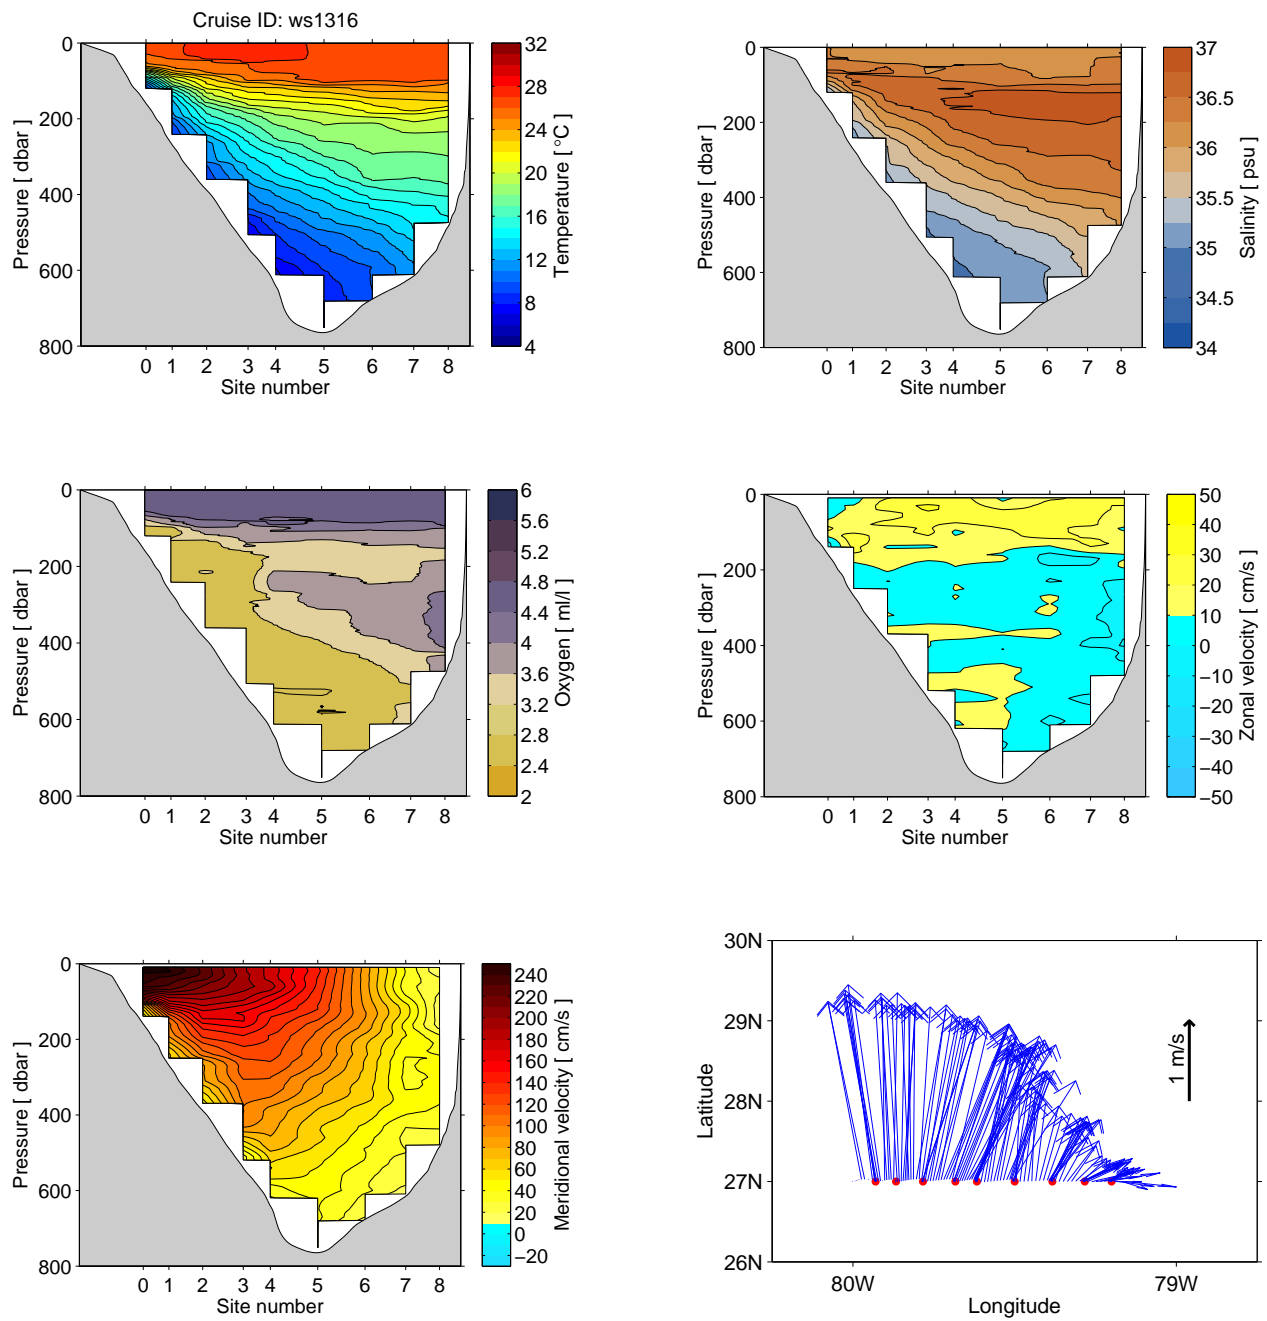 Cruise ID: ws1316
0
200
400
600
800
Pressure [ dbar ]
0 1 2 3 4 5 6 7 8
Site number
32
28
24
20
16
12
8
4
Temperature [ °C ]
0
200
400
600
800
Pressure [ dbar ]
0 1 2 3 4 5 6 7 8
Site number
37
36.5
36
35.5
35
34.5
34
Salinity [ psu ]
0
200
400
600
800
Pressure [ dbar ]
0 1 2 3 4 5 6 7 8
Site number
6
5.6
5.2
4.8
4.4
4
3.6
3.2
2.8
2.4
2
Oxygen [ ml/l ]
0
200
400
600
800
Pressure [ dbar ]
0 1 2 3 4 5 6 7 8
Site number
50
40
30
20
10
0
−10
−20
−30
−40
−50
Zonal velocity [ cm/s ]
0
200
400
600
800
Pressure [ dbar ]
0 1 2 3 4 5 6 7 8
Site number
240
220
200
180
160
140
120
100
80
60
40
20
0
−20
Meridional velocity [ cm/s ]
30N
29N
28N
27N
26N
Latitude
1 m/s
80W 79W
Longitude